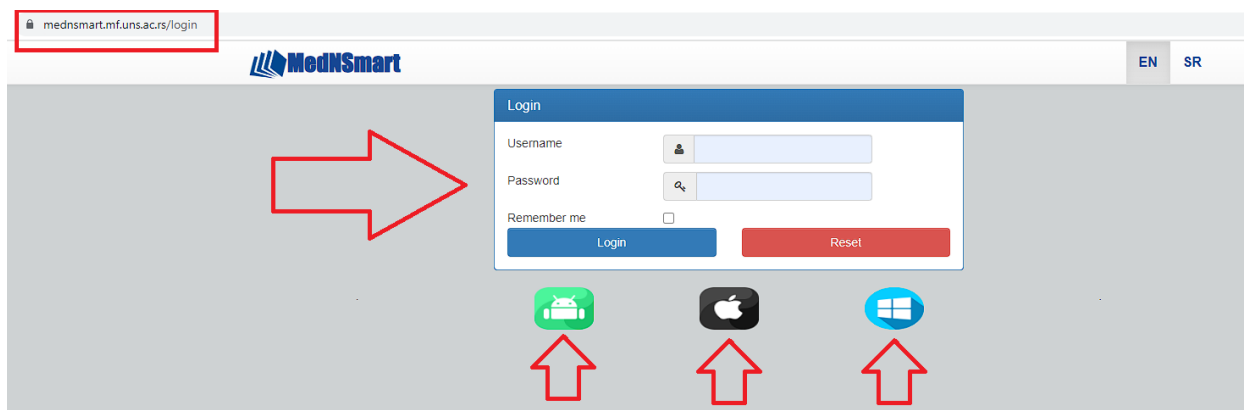 mednsmart.mf.uns.ac.rs/login
MedNSmart
EN SR
Login
Username
Password
Remember me
Login Reset